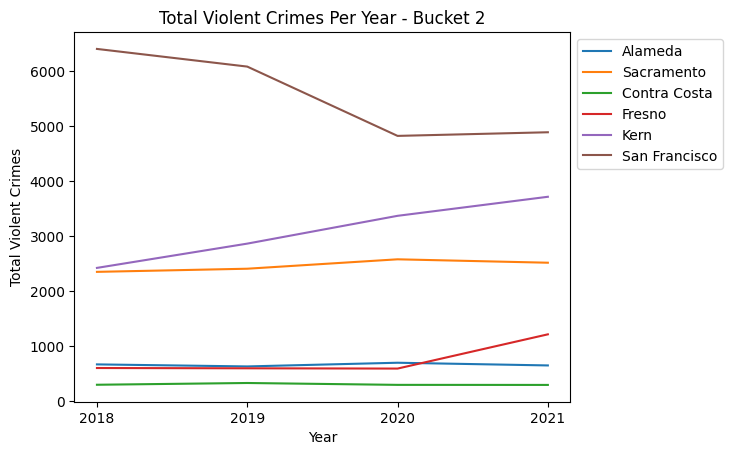 Total Violent Crimes Per Year - Bucket 2
Total Violent Crimes
6000
5000
4000
3000
2000
1000
0
2018
2019
2020
2021
Year
Alameda
Sacramento
Contra Costa
Fresno
Kern
San Francisco